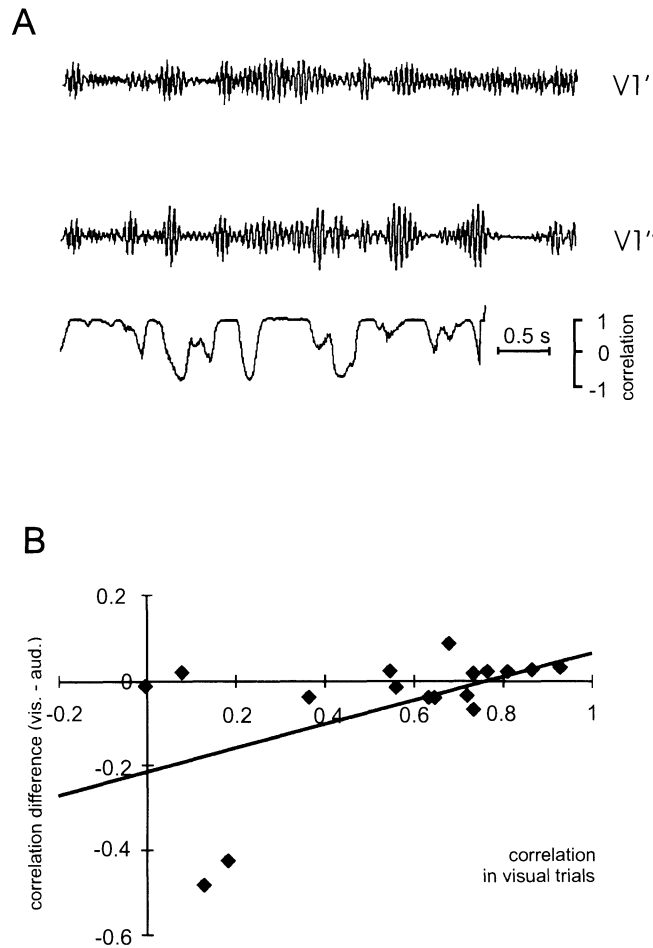 A
V1'
V1''
0.5 s
1
0
-1
correlation
B
0.2
0
-0.2
-0.4
-0.6
-0.2
0.2
0.4
0.6
0.8
1
correlation difference (vis. - aud.)
correlation
in visual trials